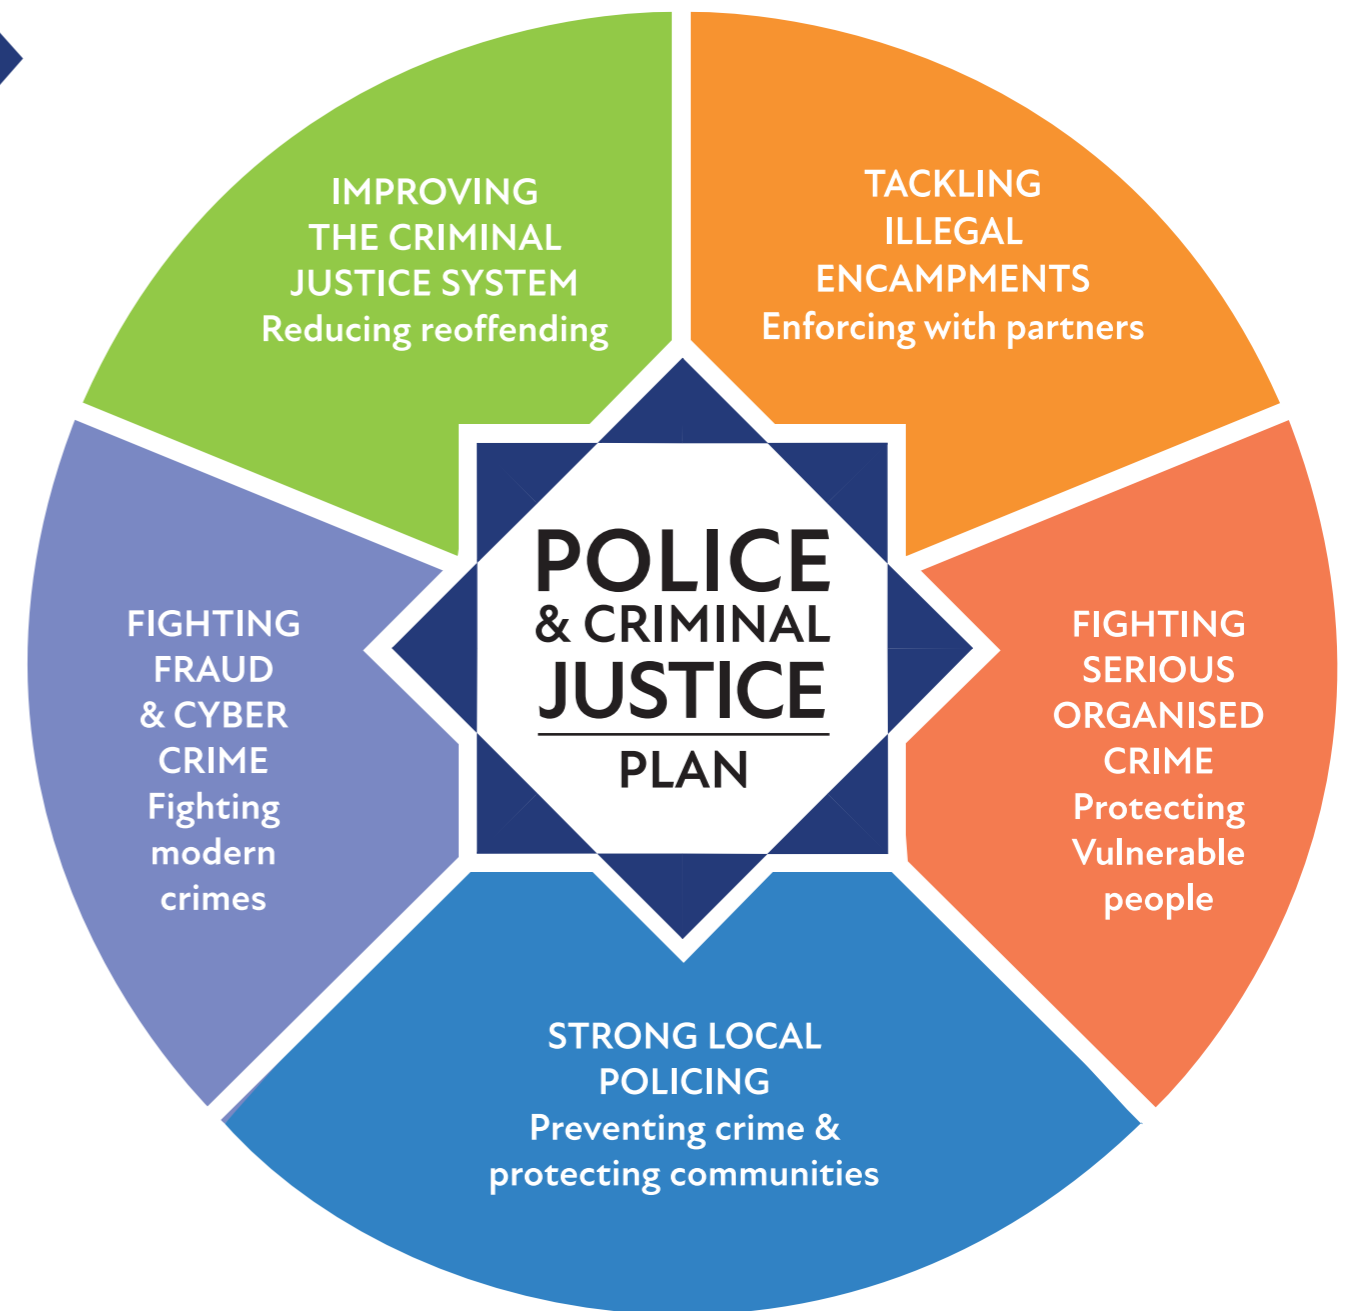 IMPROVING
THE CRIMINAL
JUSTICE SYSTEM
Reducing reoffending
TACKLING
ILLEGAL
ENCAMPMENTS
Enforcing with partners
FIGHTING
FRAUD
& CYBER
CRIME
Fighting
modern
crimes
POLICE
& CRIMINAL
JUSTICE
PLAN
FIGHTING
SERIOUS
ORGANISED
CRIME
Protecting
Vulnerable
people
STRONG LOCAL
POLICING
Preventing crime &
protecting communities